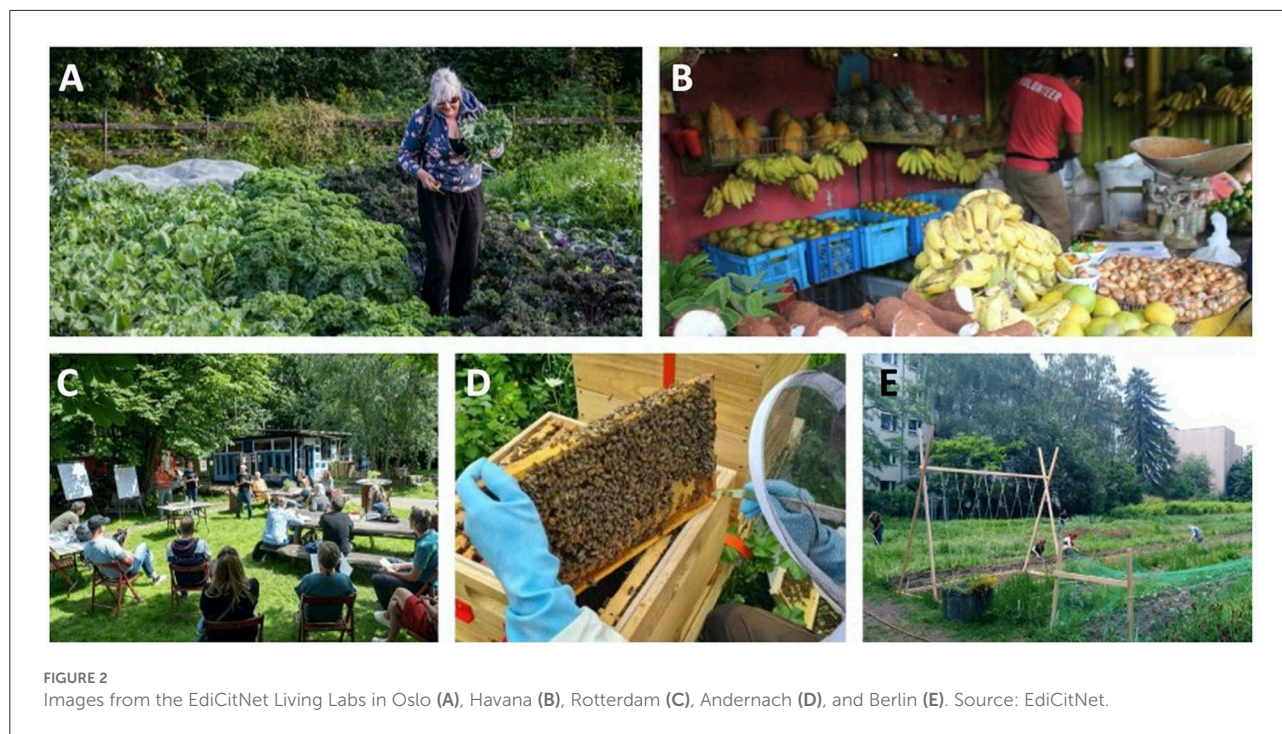 A
B
VOLUNTEER
C
D
E
FIGURE 2
Images from the EdiCitNet Living Labs in Oslo (A), Havana (B), Rotterdam (C), Andernach (D), and Berlin (E). Source: EdiCitNet.